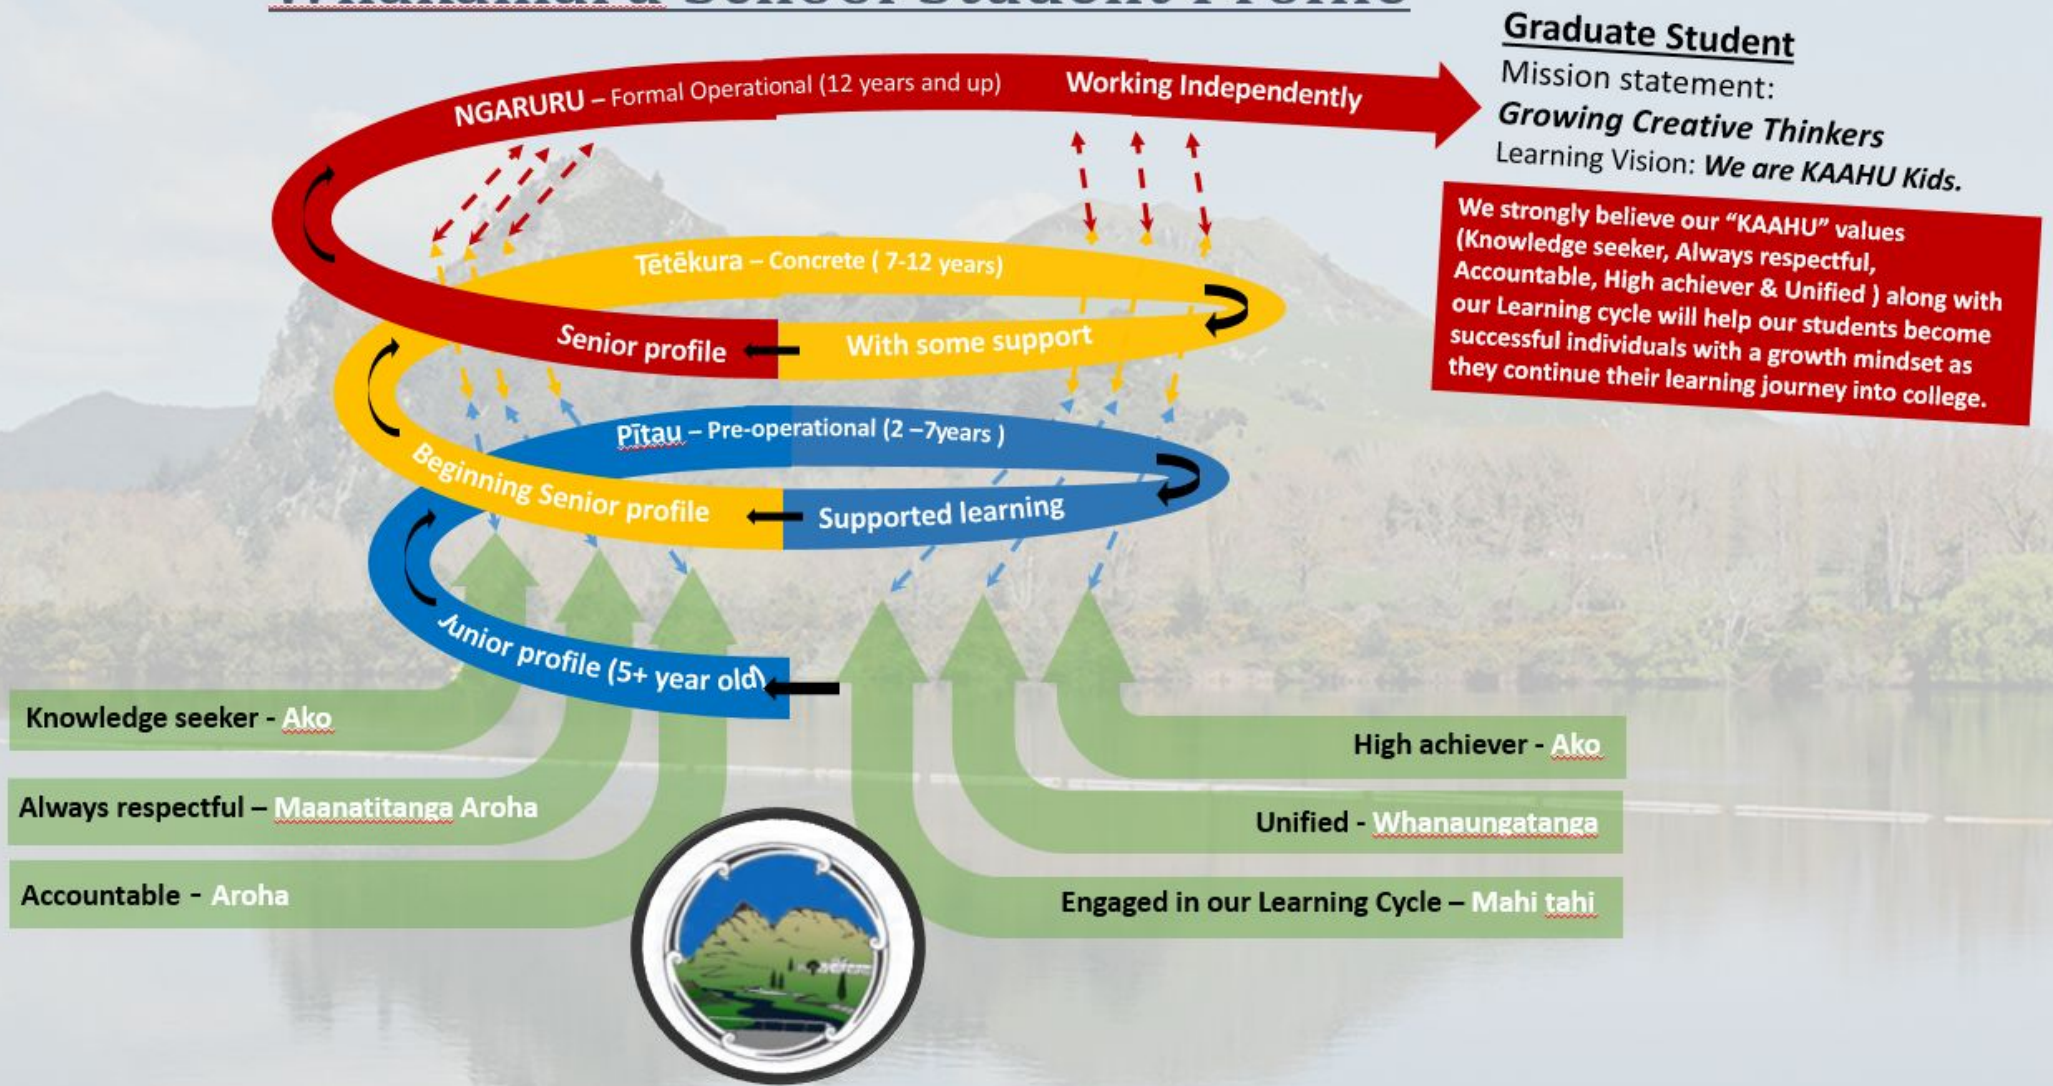 School Student Profile
Graduate Student
Mission statement:
Growing Creative Thinkers
Learning Vision: We are KAAHU Kids.
We strongly believe our “KAAHU” values
(Knowledge seeker, Always respectful,
Accountable, High achiever & Unified ) along with
our Learning cycle will help our students become
successful individuals with a growth mindset as
they continue their learning journey into college.
NGARURU – Formal Operational (12 years and up)
Working Independently
Tētēkura – Concrete ( 7-12 years)
Senior profile
With some support
Pītau – Pre-operational (2 –7years )
Beginning Senior profile
Supported learning
Junior profile (5+ year old)
Knowledge seeker - Ako
Always respectful – Maanatitanga Aroha
Accountable - Aroha
High achiever - Ako
Unified - Whanaungatanga
Engaged in our Learning Cycle – Mahi tahi